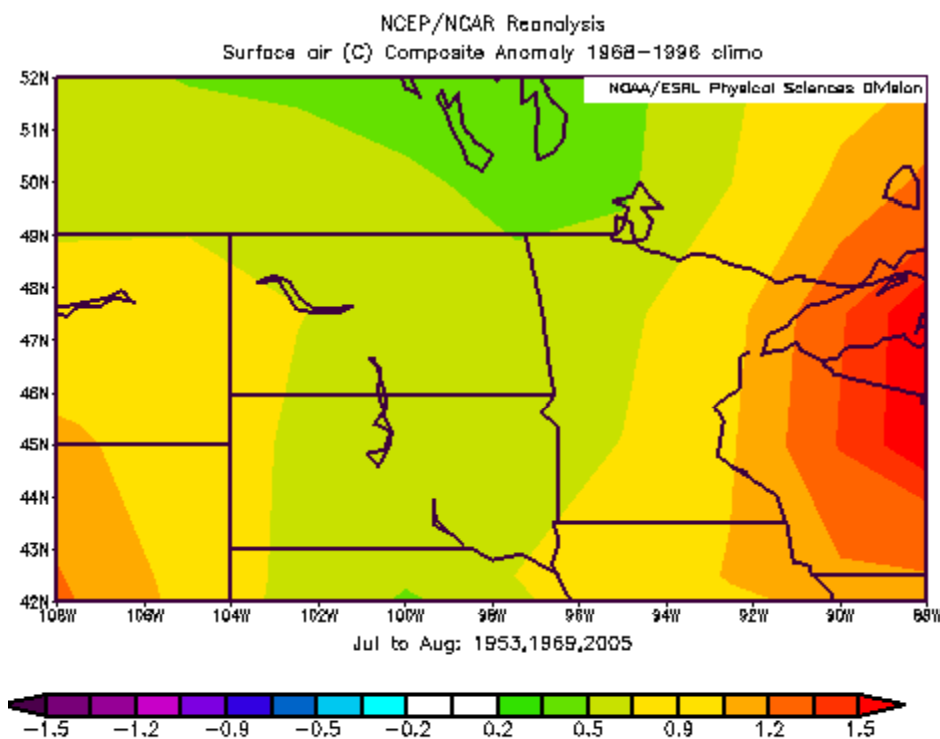 NCEP/NCAR Reanalysis
Surface air (C) Composite Anomaly 1968-1996 climo
NOAA/ESRL Physical Sciences Division
52N
51N
50N
49N
48N
47N
46N
45N
44N
43N
42N
108W 106W 104W 102W 100W 98W 96W 94W 92W 90W 88W
Jul to Aug: 1953,1969,2005
-1.5 -1.2 -0.9 -0.5 -0.2 0.2 0.5 0.9 1.2 1.5